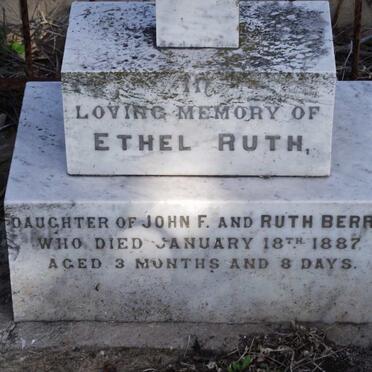 In
LOVING MEMORY OF
ETHEL RUTH,
DAUGHTER OF JOHN F. AND RUTH BERR
WHO DIED JANUARY 18TH 1887
AGED 3 MONTHS AND 8 DAYS.